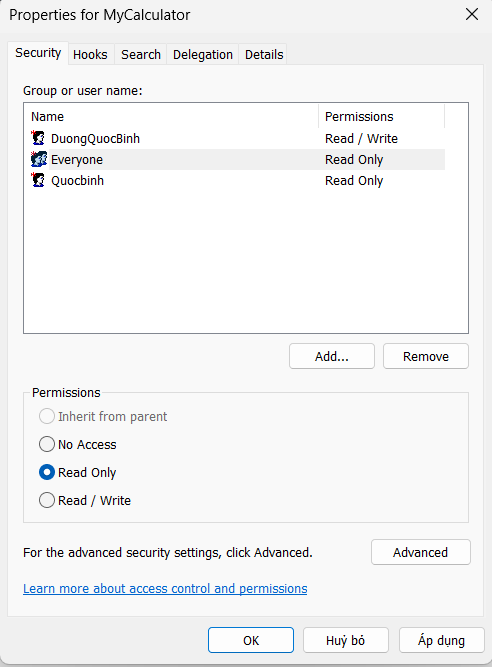 Properties for MyCalculator
Security Hooks Search Delegation Details
Group or user name:
Name Permissions
DuongQuocBinh Read / Write
Everyone Read Only
Quocbinh Read Only
Add... Remove
Permissions
Inherit from parent
No Access
Read Only
Read / Write
For the advanced security settings, click Advanced. Advanced
Learn more about access control and permissions
OK Huỷ bỏ Áp dụng